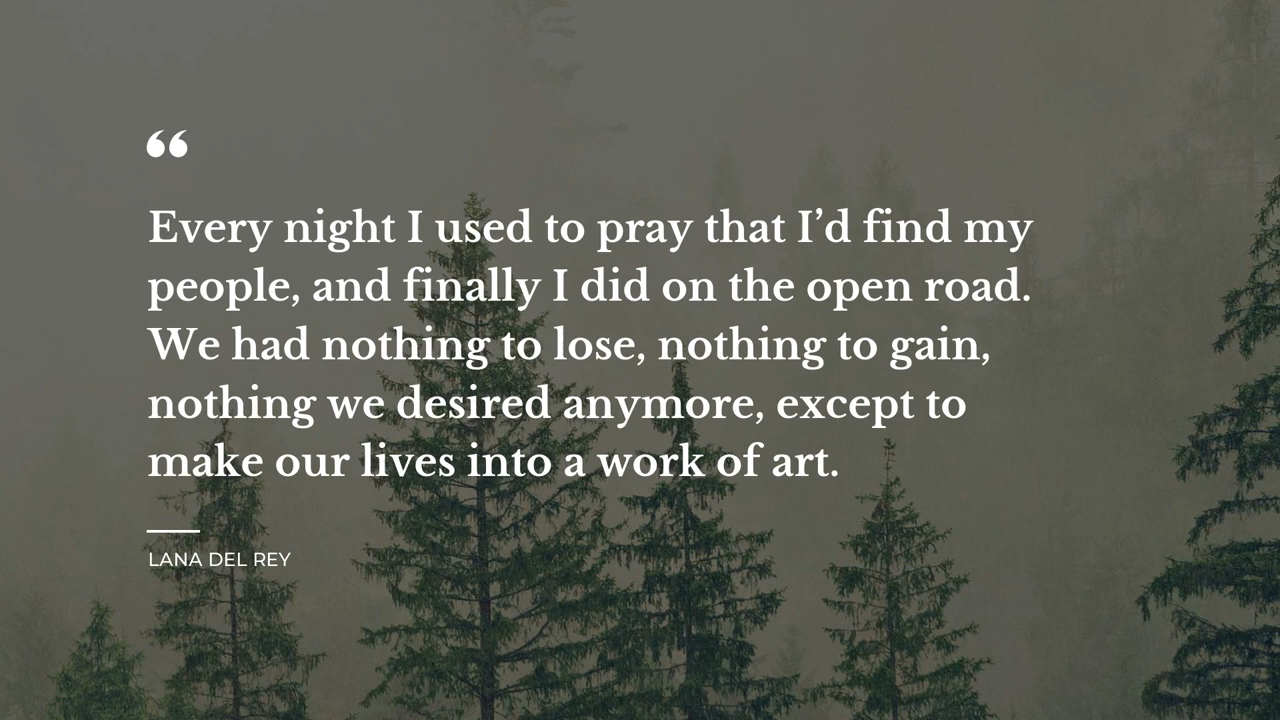 “
Every night I used to pray that I’d find my
people, and finally I did on the open road.
We had nothing to lose, nothing to gain,
nothing we desired anymore, except to
make our lives into a work of art.
LANA DEL REY